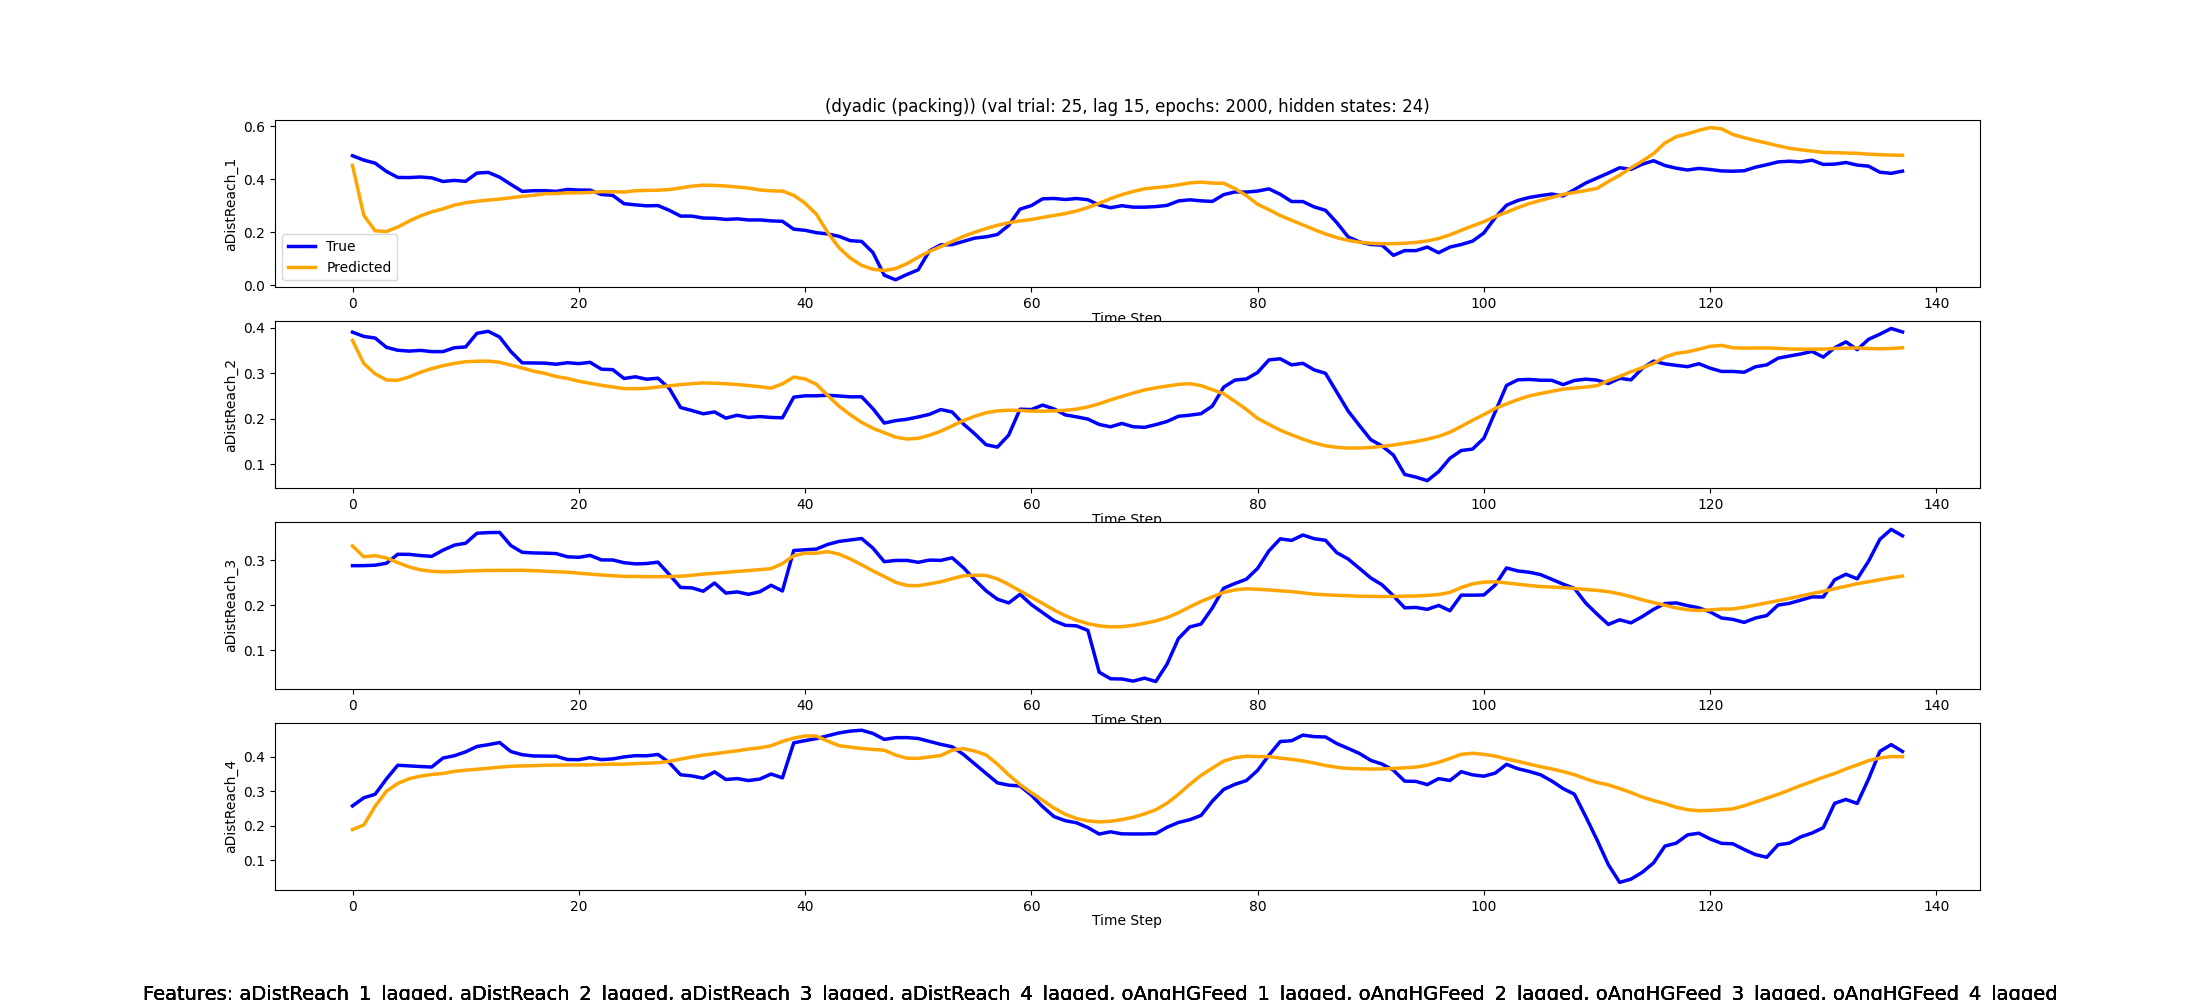 (dyadic (packing)) (val trial: 25, lag 15, epochs: 2000, hidden states: 24)
aDistReach_1
0.6
0.4
0.2
0.0
True
Predicted
0 20 40 60 80 100 120 140
Time Step
aDistReach_2
0.4
0.3
0.2
0.1
0 20 40 60 80 100 120 140
Time Step
aDistReach_3
0.3
0.2
0.1
0 20 40 60 80 100 120 140
Time Step
aDistReach_4
0.4
0.3
0.2
0.1
0 20 40 60 80 100 120 140
Time Step
Features: aDistReach_1_lagged, aDistReach_2_lagged, aDistReach_3_lagged, aDistReach_4_lagged, oAngHGFeed_1_lagged, oAngHGFeed_2_lagged, oAngHGFeed_3_lagged, oAngHGFeed_4_lagged